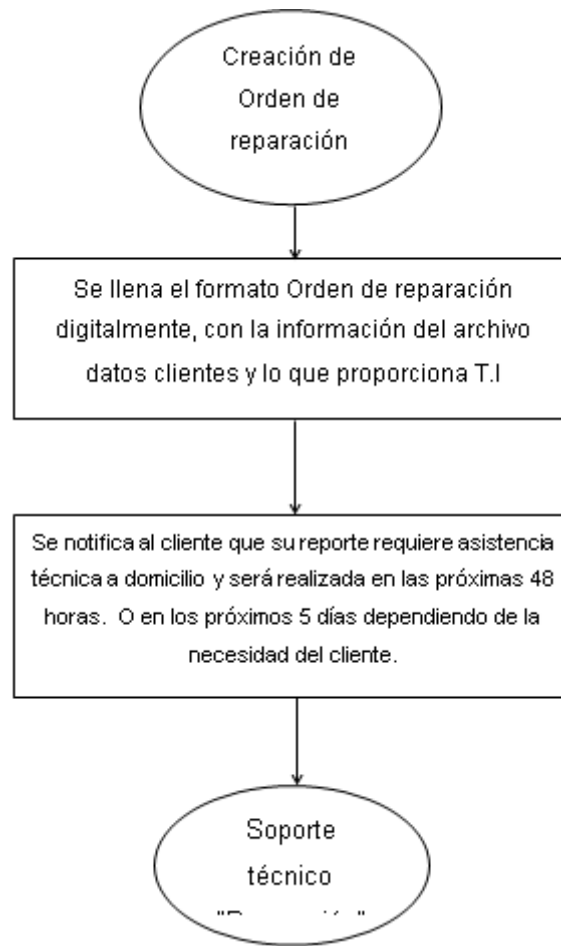 Creación de
Orden de
reparación
Se llena el formato Orden de reparación
digitalmente, con la información del archivo
datos clientes y lo que proporciona T.I
Se notifica al cliente que su reporte requiere asistencia
técnica a domicilio y será realizada en las próximas 48
horas. O en los próximos 5 días dependiendo de la
necesidad del cliente.
Soporte
técnico